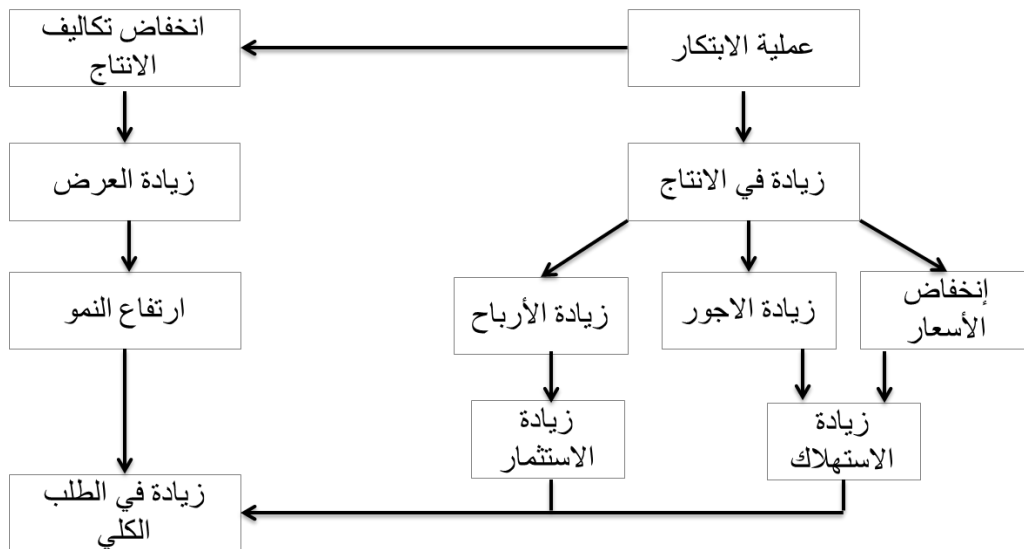 عملية الابتكار
انخفاض تكاليف
الانتاج
زيادة في الانتاج
زيادة العرض
إنخفاض
الأسعار
زيادة الاجور
زيادة الأرباح
ارتفاع النمو
زيادة
الاستهلاك
زيادة
الاستثمار
زيادة في الطلب
الكلي